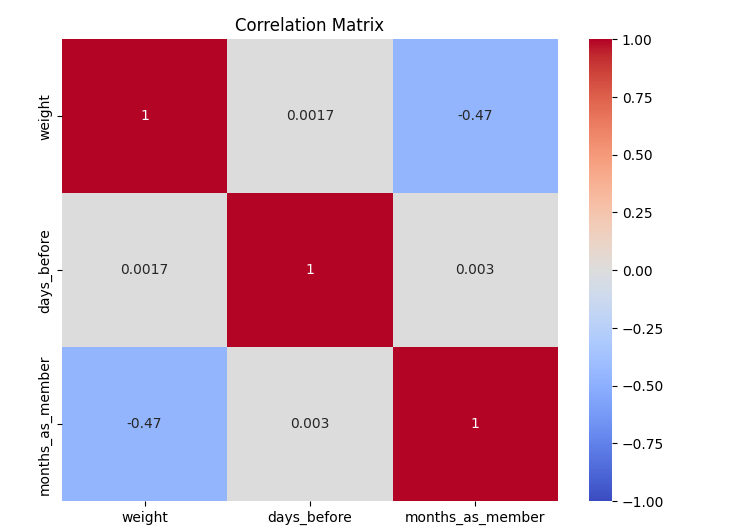 Correlation Matrix
weight
1
0.0017
-0.47
days_before
0.0017
1
0.003
months_as_member
-0.47
0.003
1
weight
days_before
months_as_member
1.00
0.75
0.50
0.25
0.00
−0.25
−0.50
−0.75
−1.00